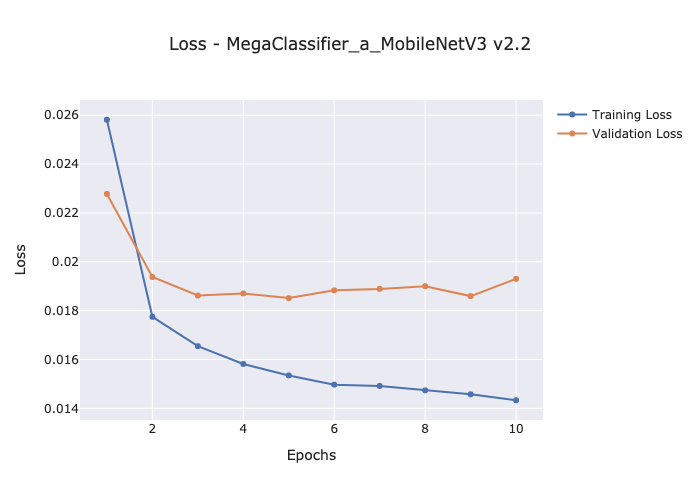 Loss - MegaClassifier_a_MobileNetV3 v2.2
Training Loss
Validation Loss
Loss
0.026
0.024
0.022
0.02
0.018
0.016
0.014
2 4 6 8 10
Epochs